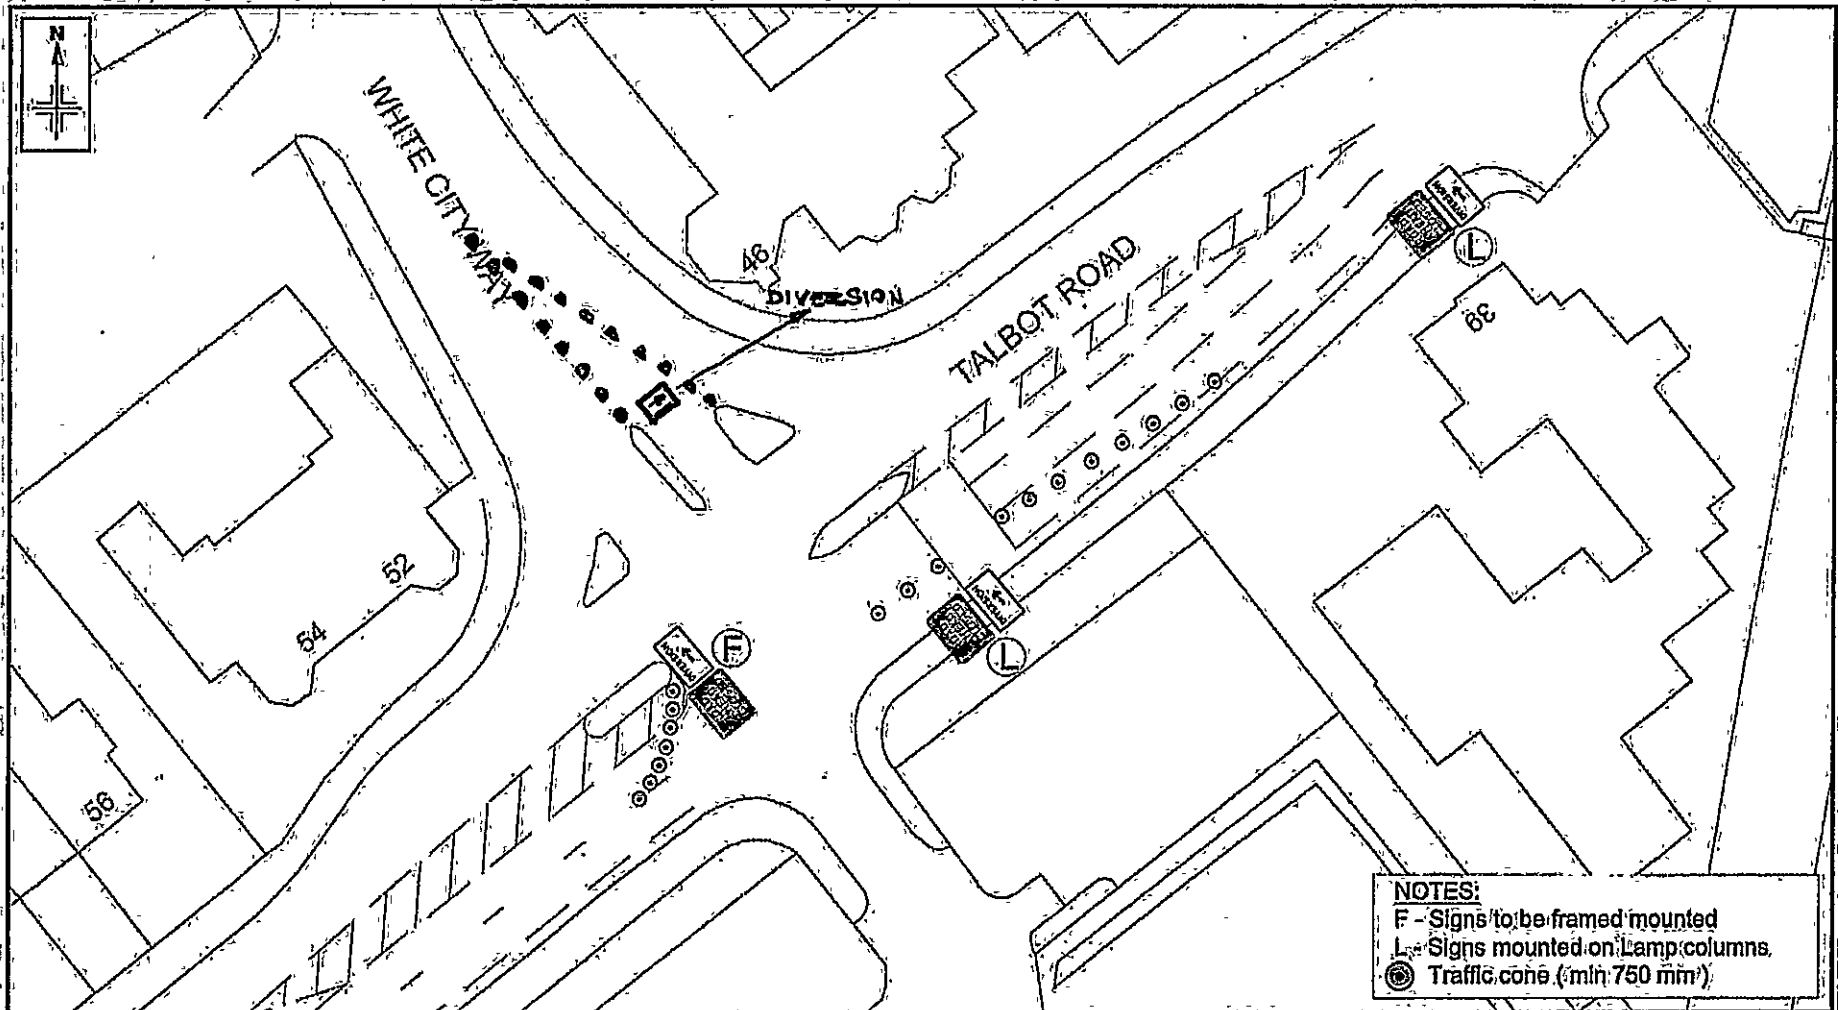 N
WHITE CITY WAY
46
DIVERSION
TALBOT ROAD
L
39
52
54
F
L
56
NOTES:
F - Signs to be framed mounted
L - Signs mounted on Lamp columns.
Traffic cone (min 750 mm)